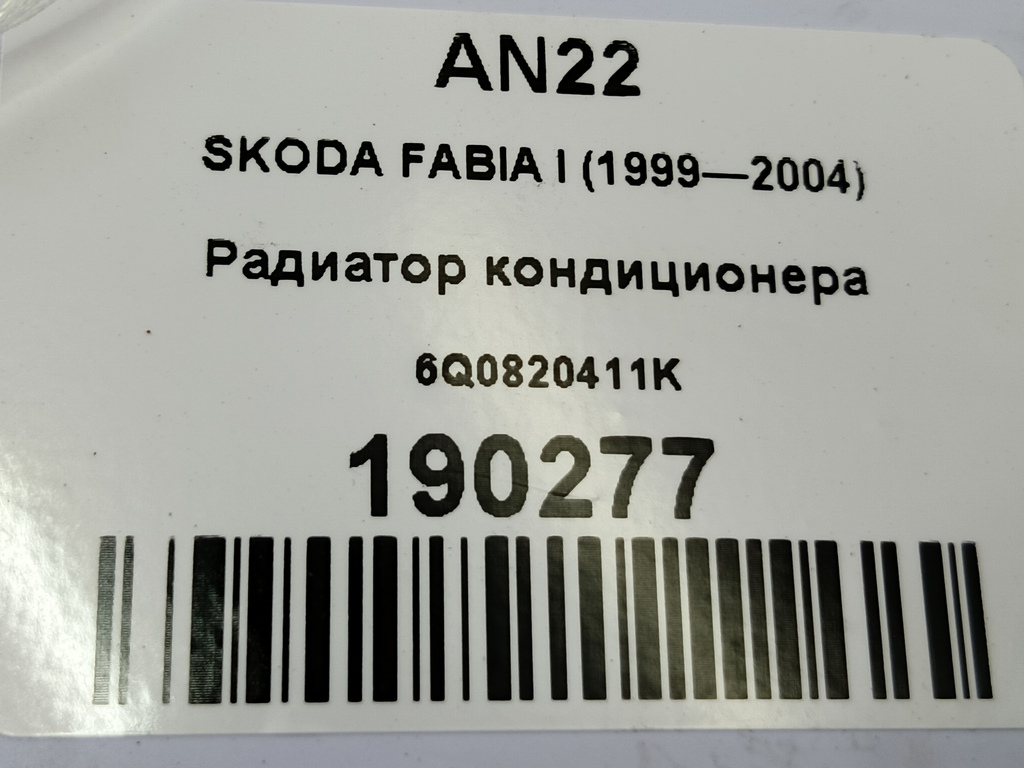 AN22
SKODA FABIA I (1999—2004)
Радиатор кондиционера
6Q0820411K
190277